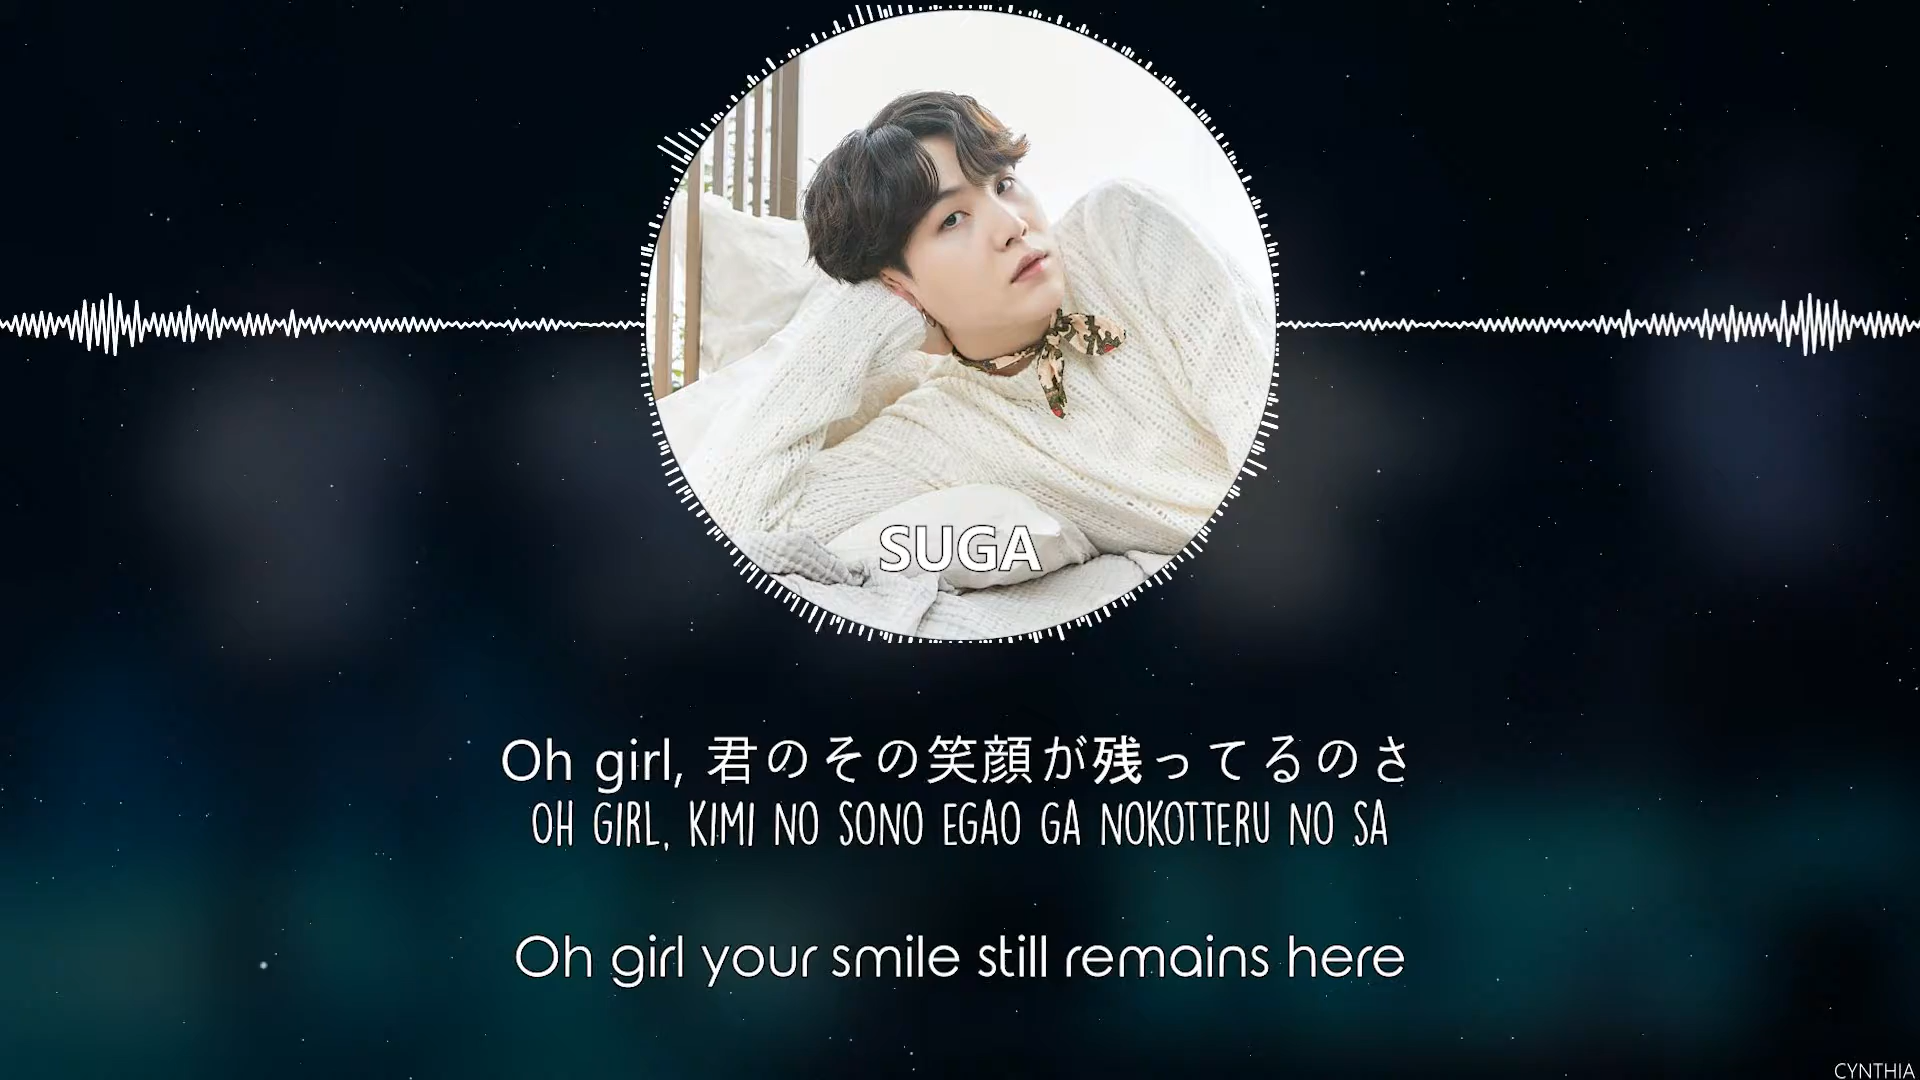 SUGA
Oh girl, 君のその笑顔が残ってるのさ
OH GIRL, KIMI NO SONO EGAO GA NOKOTTERU NO SA
Oh girl your smile still remains here
CYNTHIA